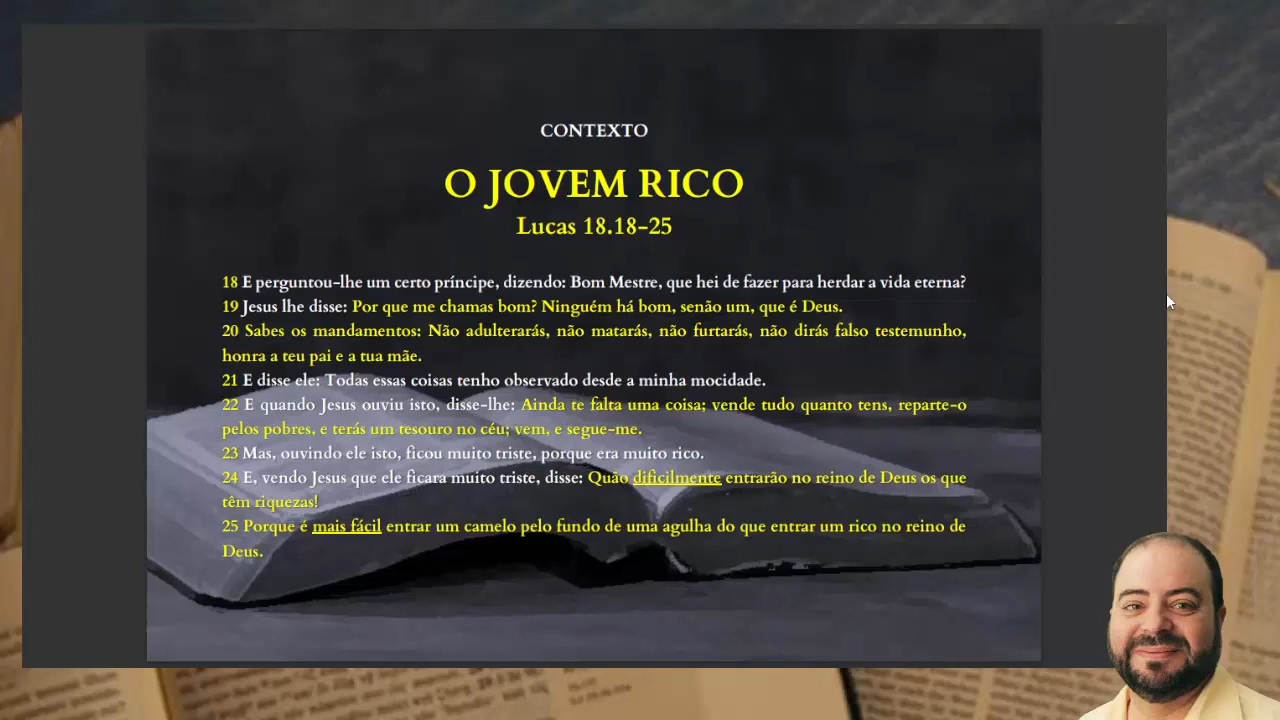 CONTEXTO
O JOVEM RICO
Lucas 18.18-25
18 E perguntou-lhe um certo príncipe, dizendo: Bom Mestre, que hei de fazer para herdar a vida eterna?
19 Jesus lhe disse: Por que me chamas bom? Ninguém há bom, senão um, que é Deus.
20 Sabes os mandamentos: Não adulterarás, não matarás, não furtarás, não dirás falso testemunho,
honra a teu pai e a tua mãe.
21 E disse ele: Todas essas coisas tenho observado desde a minha mocidade.
22 E quando Jesus ouviu isto, disse-lhe: Ainda te falta uma coisa; vende tudo quanto tens, reparte-o
pelos pobres, e terás um tesouro no céu; vem, e segue-me.
23 Mas, ouvindo ele isto, ficou muito triste, porque era muito rico.
24 E, vendo Jesus que ele ficara muito triste, disse: Quão dificilmente entrarão no reino de Deus os que
têm riquezas!
25 Porque é mais fácil entrar um camelo pelo fundo de uma agulha do que entrar um rico no reino de
Deus.